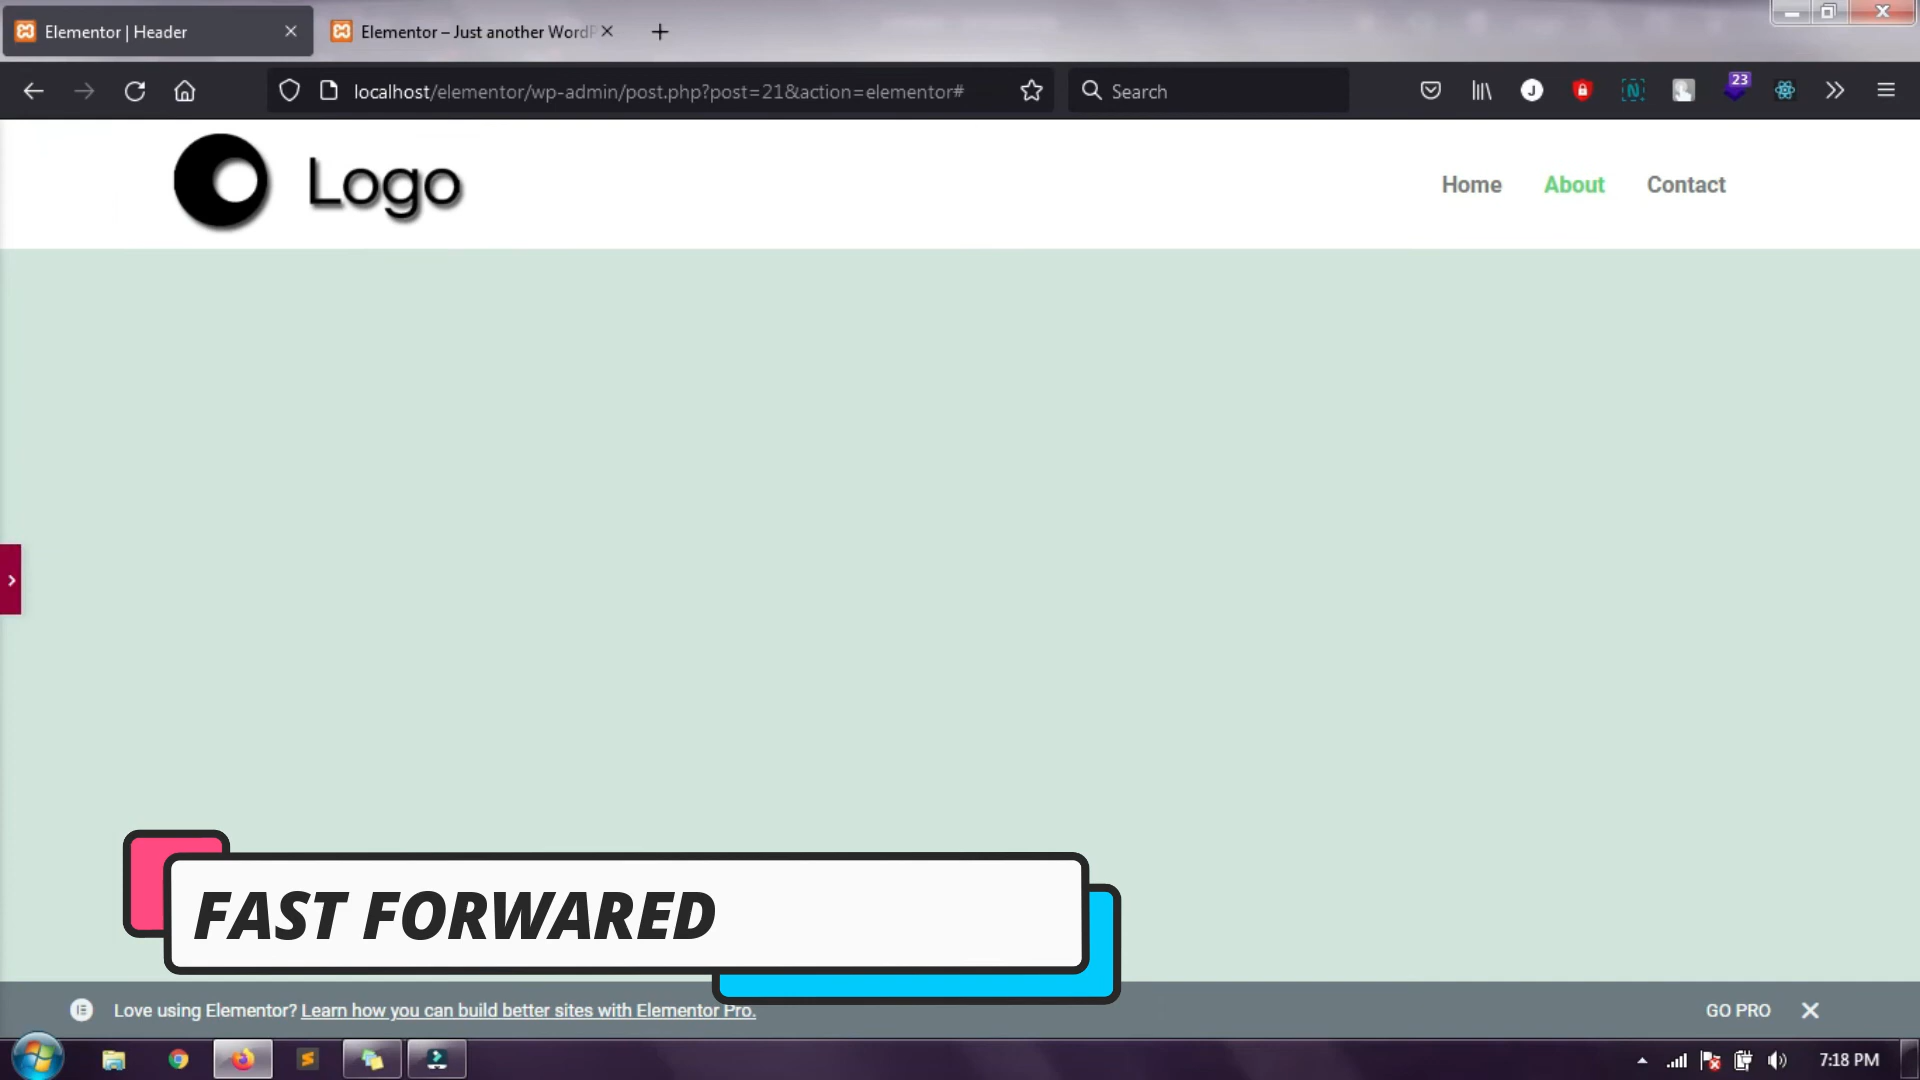 Elementor | Header
Elementor – Just another WordP
localhost/elementor/wp-admin/post.php?post=21&action=elementor#
Search
J
N
23
Logo
Home
About
Contact
FAST FORWARED
Love using Elementor? Learn how you can build better sites with Elementor Pro.
GO PRO
7:18 PM